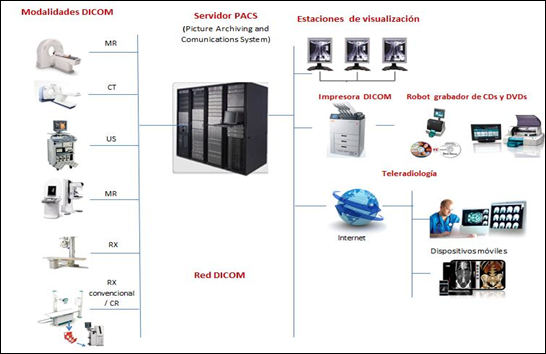 Modalidades DICOM
MR
CT
US
MR
RX
RX
convencional
/ CR
Servidor PACS
(Picture Archiving and
Comunications System)
Red DICOM
Estaciones de visualización
Impresora DICOM
Robot grabador de CDs y DVDs
Teleradiología
Internet
Dispositivos móviles